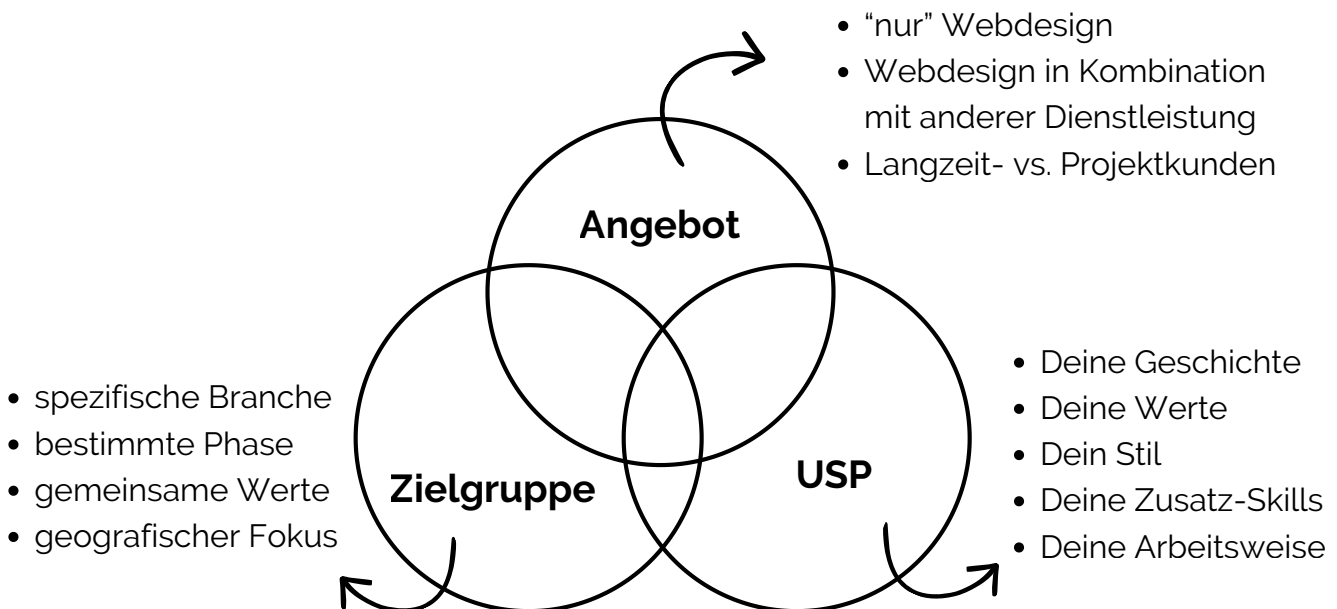 • “nur” Webdesign
• Webdesign in Kombination
mit anderer Dienstleistung
• Langzeit- vs. Projektkunden
Angebot
• spezifische Branche
• bestimmte Phase
• gemeinsame Werte
• geografischer Fokus
Zielgruppe
USP
• Deine Geschichte
• Deine Werte
• Dein Stil
• Deine Zusatz-Skills
• Deine Arbeitsweise